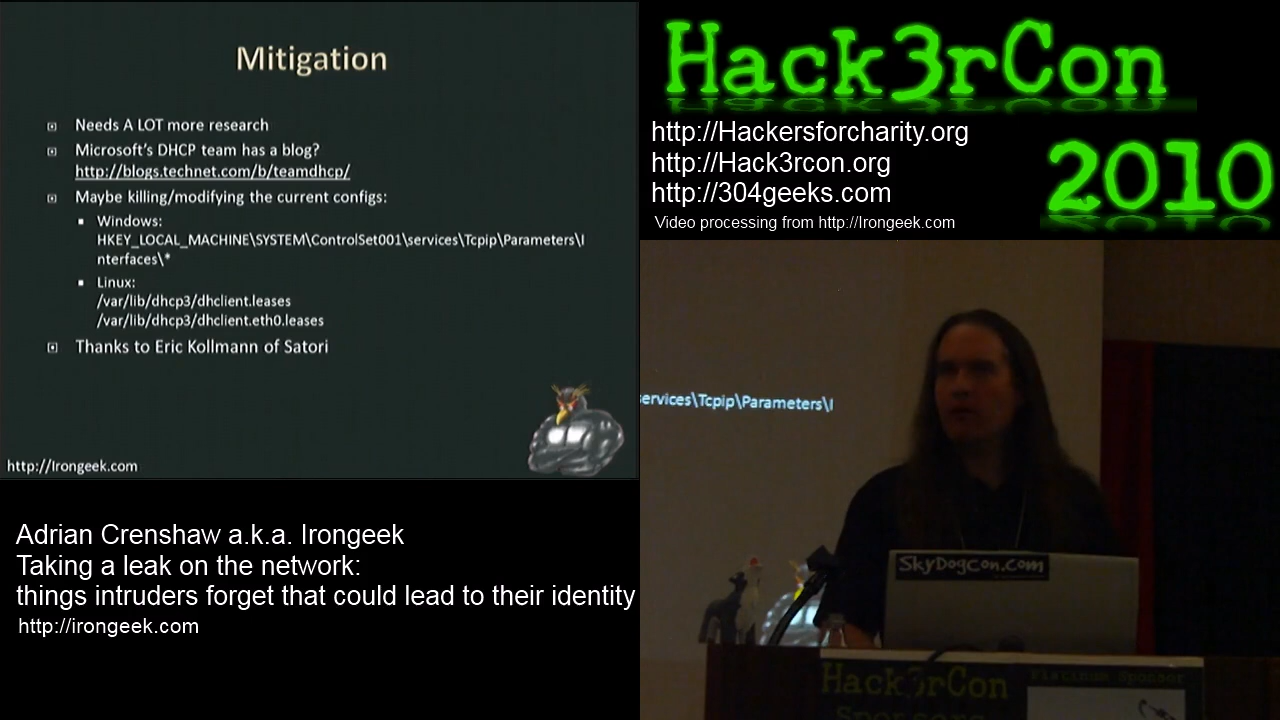 Mitigation
Needs A LOT more research
Microsoft's DHCP team has a blog?
http://blogs.technet.com/b/teamdhcp/
Maybe killing/modifying the current configs:
Windows:
HKEY_LOCAL_MACHINE\SYSTEM\ControlSet001\services\Tcpip\Parameters\I
nterfaces\*
Linux:
/var/lib/dhcp3/dhclient.leases
/var/lib/dhcp3/dhclient.eth0.leases
Thanks to Eric Kollmann of Satori
http://Irongeek.com
Adrian Crenshaw a.k.a. Irongeek
Taking a leak on the network:
things intruders forget that could lead to their identity
http://irongeek.com
Hack3rCon
2010
http://Hackersforcharity.org
http://Hack3rcon.org
http://304geeks.com
Video processing from http://Irongeek.com
ervices\Tcpip\Parameters\I
SkyDogCon.com
Hack3rCon
Sponsors
Platinum Sponsor